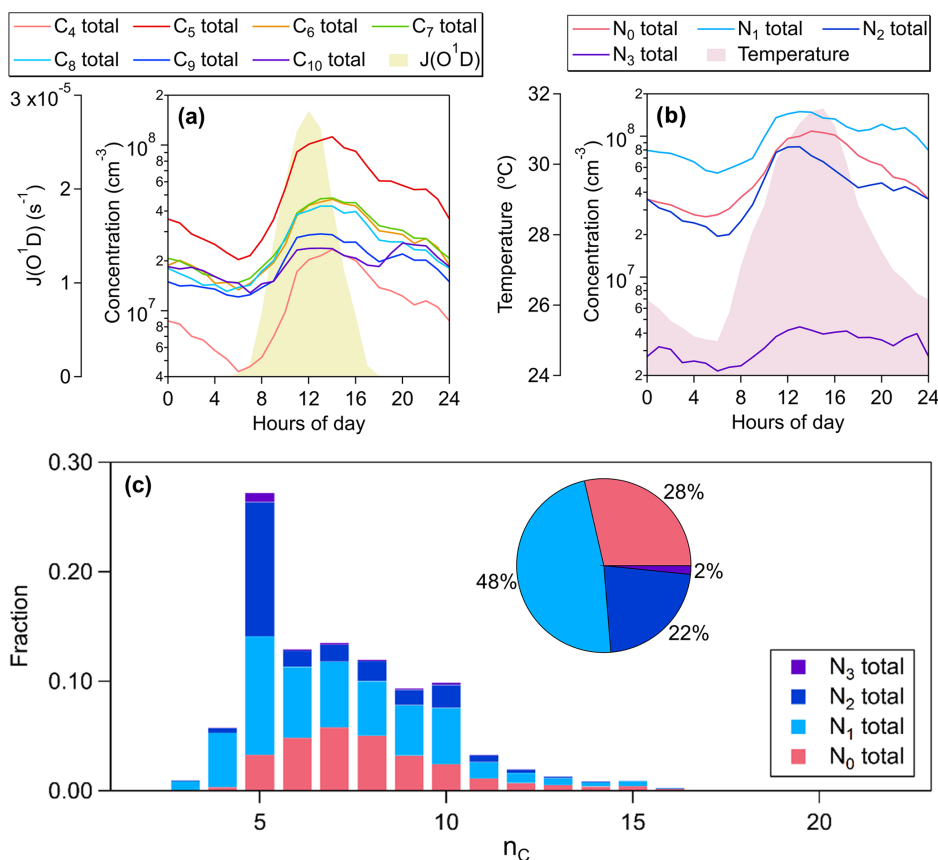 C₄ total C₅ total C₆ total C₇ total
C₈ total C₉ total C₁₀ total J(O¹D)
N₀ total N₁ total N₂ total
N₃ total Temperature
(a)
3 x10⁻⁵
2
1
0
J(O¹D) (s⁻¹)
2
10⁸
8
6
4
2
10⁷
8
6
4
Concentration (cm⁻³)
0 4 8 12 16 20 24
Hours of day
(b)
32
30
28
26
24
Temperature (ºC)
2
10⁸
8
6
4
2
10⁷
8
6
4
2
Concentration (cm⁻³)
0 4 8 12 16 20 24
Hours of day
(c)
0.30
0.20
0.10
0.00
Fraction
28%
48%
2%
22%
N₃ total
N₂ total
N₁ total
N₀ total
5 10 15 20
n_C